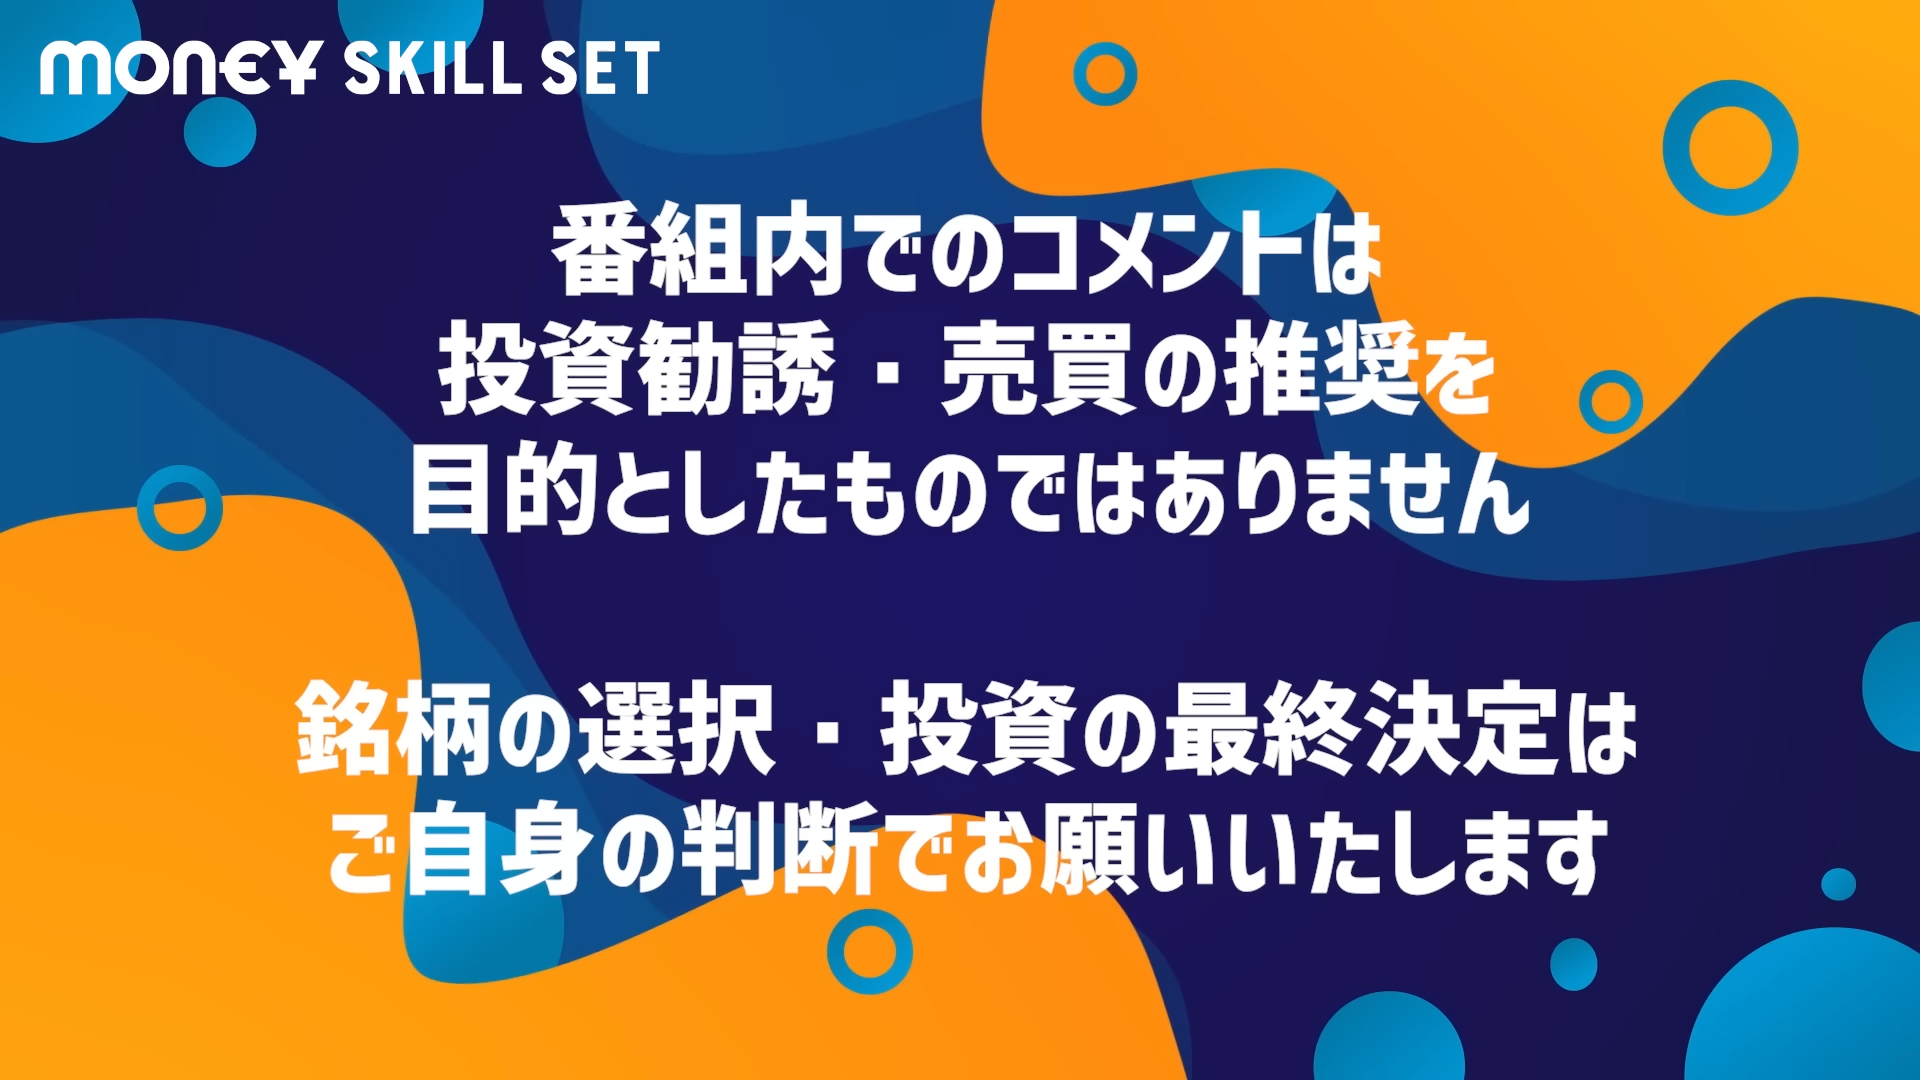 MONEY SKILL SET
番組内でのコメントは
投資勧誘・売買の推奨を
目的としたものではありません
銘柄の選択・投資の最終決定は
ご自身の判断でお願いいたします